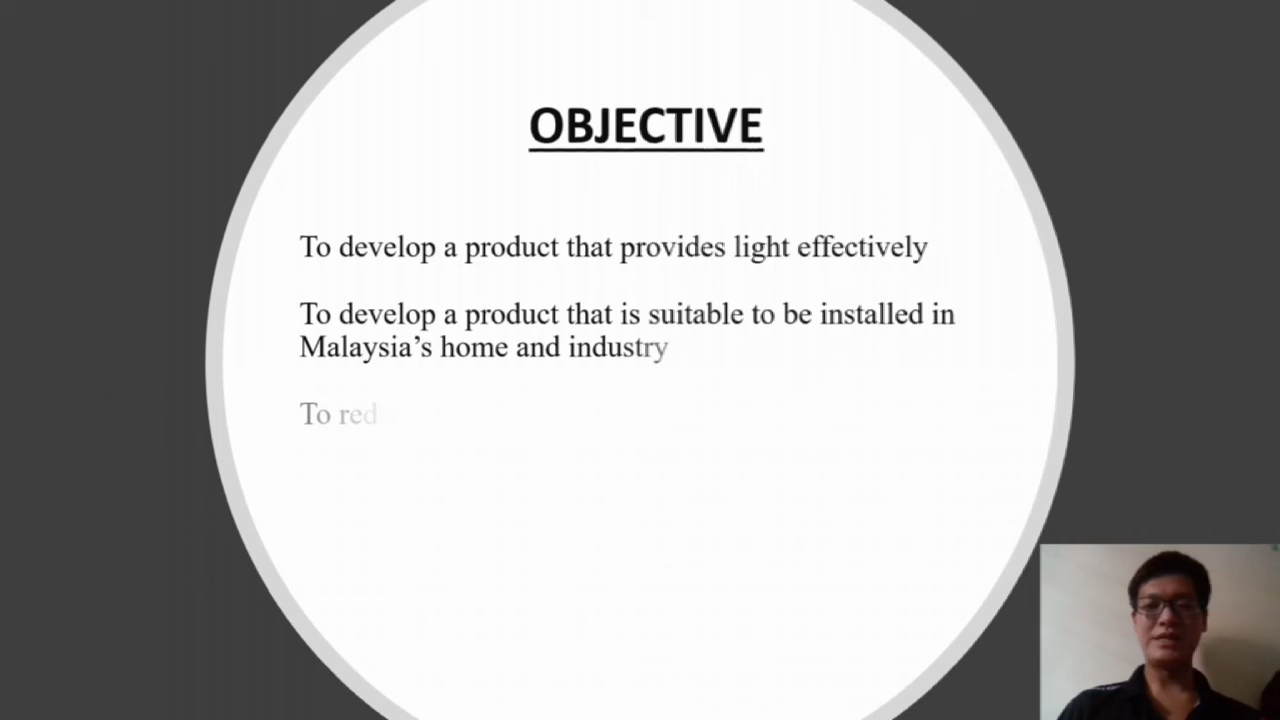 OBJECTIVE
To develop a product that provides light effectively
To develop a product that is suitable to be installed in
Malaysia’s home and industry
To red